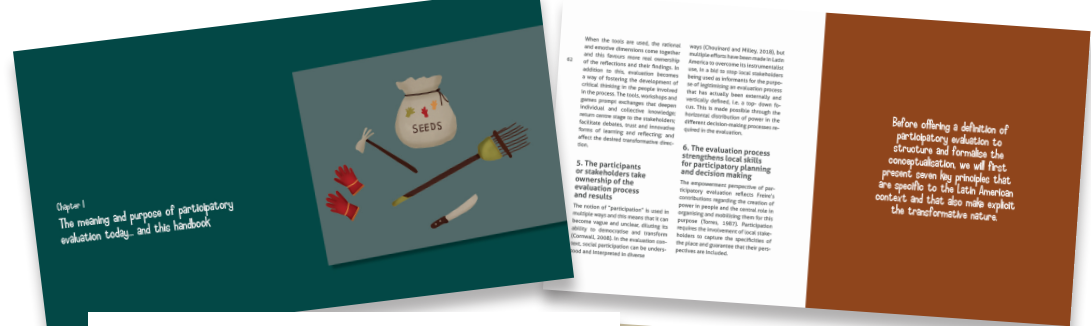 Chapter 1
The meaning and purpose of participatory
evaluation today... and this handbook
SEEDS
When the tools are used, the rational
and emotive dimensions come together
and this favours more real ownership
of the reflections and their findings. In
addition to this, evaluation becomes
a way of fostering the development of
critical thinking in the people involved
in the process. The tools, workshops and
games prompt exchanges that deepen
individual and collective knowledge;
return centre stage to the stakeholders;
facilitate debates, trust and innovative
forms of learning and reflecting; and
affect the desired transformative direc-
tion.
5. The participants
or stakeholders take
ownership of the
evaluation process
and results
The notion of "participation" is used in
multiple ways and this means that it can
become vague and unclear, diluting its
ability to democratise and transform
(Cornwall, 2008). In the evaluation con-
text, social participation can be unders-
tood and interpreted in diverse
ways (Chouinard and Milley, 2018), but
multiple efforts have been made in Latin
America to overcome its instrumentalist
use, in a bid to stop local stakeholders
being used as informants for the purpo-
se of legitimising an evaluation process
that has actually been externally and
vertically defined, i.e. a top- down fo-
cus. This is made possible through the
horizontal distribution of power in the
different decision-making processes re-
quired in the evaluation.
6. The evaluation process
strengthens local skills
for participatory planning
and decision making
The empowerment perspective of par-
ticipatory evaluation reflects Freire's
contributions regarding the creation of
power in people and the central role in
organising and mobilising them for this
purpose (Torres, 1987). Participation
requires the involvement of local stake-
holders to capture the specificities of
the place and guarantee that their pers-
pectives are included.
Before offering a definition of
participatory evaluation to
structure and formalise the
conceptualisation, we will first
present seven key principles that
are specific to the Latin American
context and that also make explicit
the transformative nature.